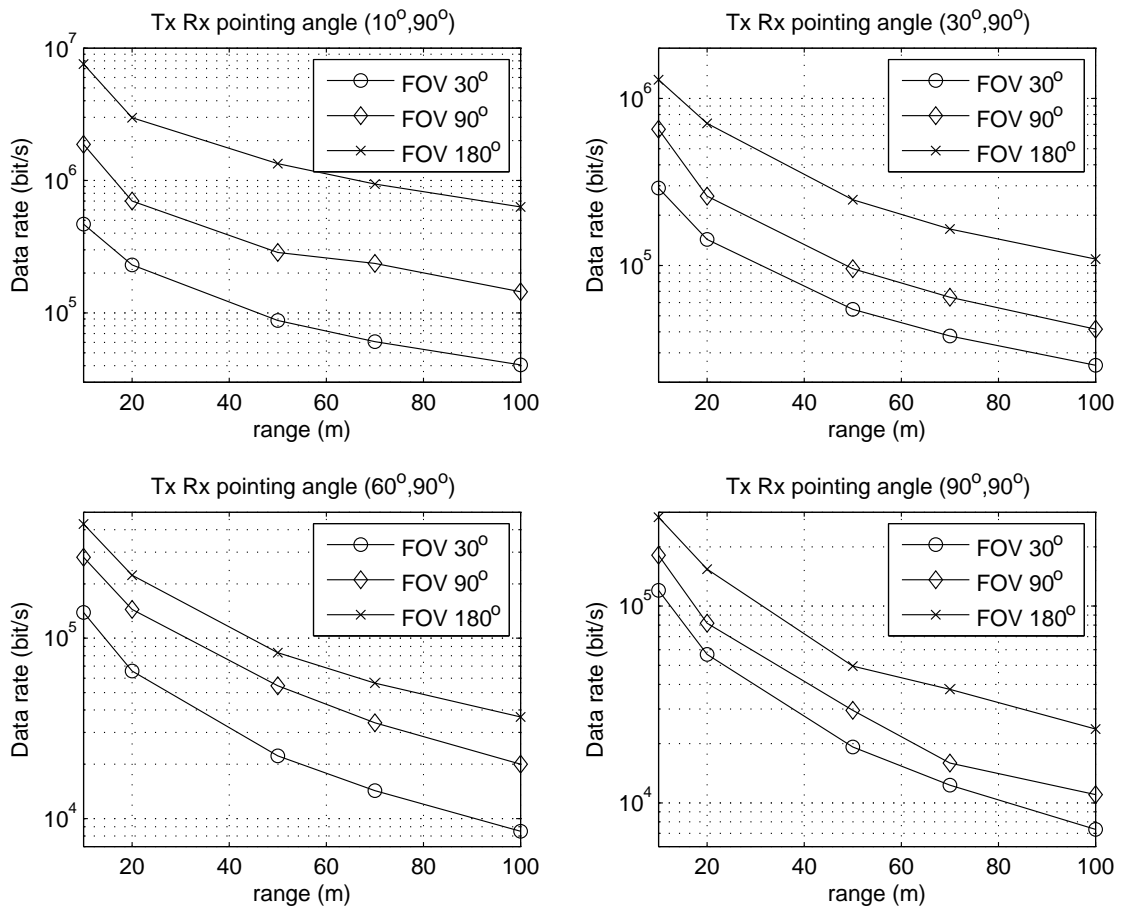 Tx Rx pointing angle (10°,90°)
10^7
10^6
10^5
Data rate (bit/s)
FOV 30°
FOV 90°
FOV 180°
20 40 60 80 100
range (m)
Tx Rx pointing angle (30°,90°)
10^6
10^5
Data rate (bit/s)
FOV 30°
FOV 90°
FOV 180°
20 40 60 80 100
range (m)
Tx Rx pointing angle (60°,90°)
10^5
10^4
Data rate (bit/s)
FOV 30°
FOV 90°
FOV 180°
20 40 60 80 100
range (m)
Tx Rx pointing angle (90°,90°)
10^5
10^4
Data rate (bit/s)
FOV 30°
FOV 90°
FOV 180°
20 40 60 80 100
range (m)